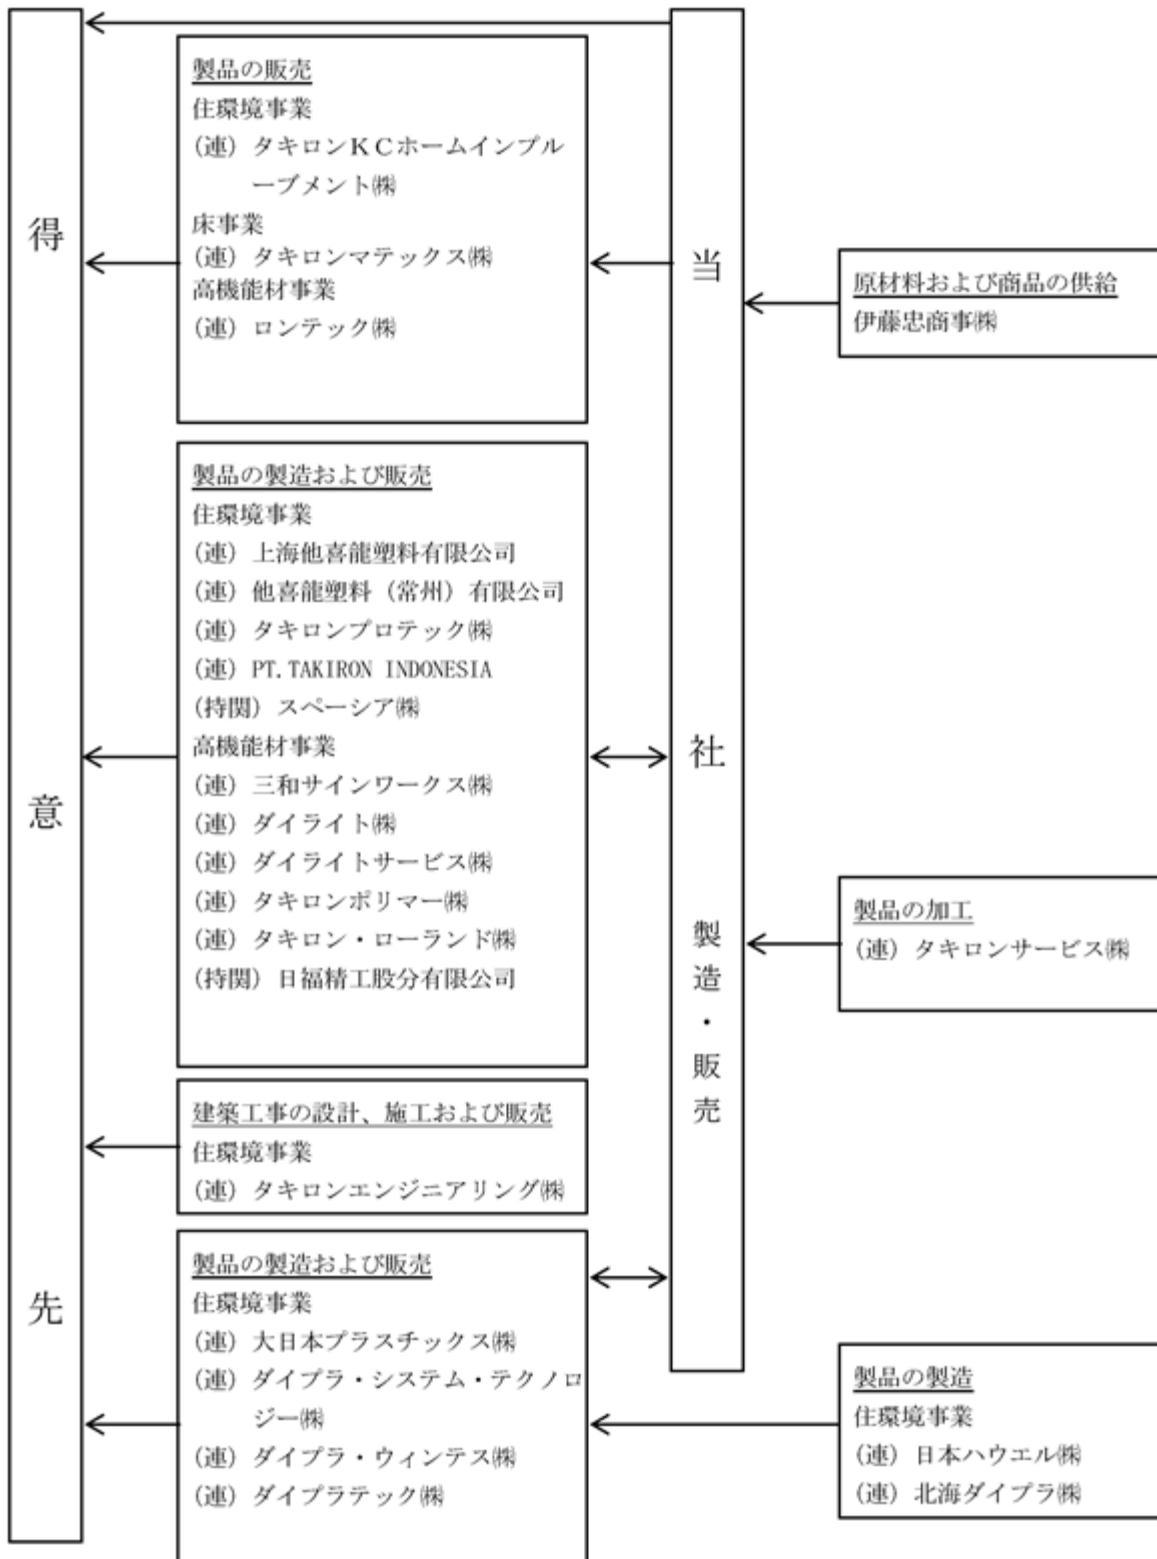 得意先
製品の販売
住環境事業
(連) タキロンＫＣホームインプル
ーブメント㈱
床事業
(連) タキロンマテックス㈱
高機能材事業
(連) ロンテック㈱
製品の製造および販売
住環境事業
(連) 上海他喜龍塑料有限公司
(連) 他喜龍塑料（常州）有限公司
(連) タキロンプロテック㈱
(連) PT.TAKIRON INDONESIA
(持関) スペーシア㈱
高機能材事業
(連) 三和サインワークス㈱
(連) ダイライト㈱
(連) ダイライトサービス㈱
(連) タキロンポリマー㈱
(連) タキロン・ローランド㈱
(持関) 日福精工股分有限公司
建築工事の設計、施工および販売
住環境事業
(連) タキロンエンジニアリング㈱
製品の製造および販売
住環境事業
(連) 大日本プラスチックス㈱
(連) ダイプラ・システム・テクノロ
ジー㈱
(連) ダイプラ・ウィンテス㈱
(連) ダイプラテック㈱
当社
製造・販売
原材料および商品の供給
伊藤忠商事㈱
製品の加工
(連) タキロンサービス㈱
製品の製造
住環境事業
(連) 日本ハウエル㈱
(連) 北海ダイプラ㈱